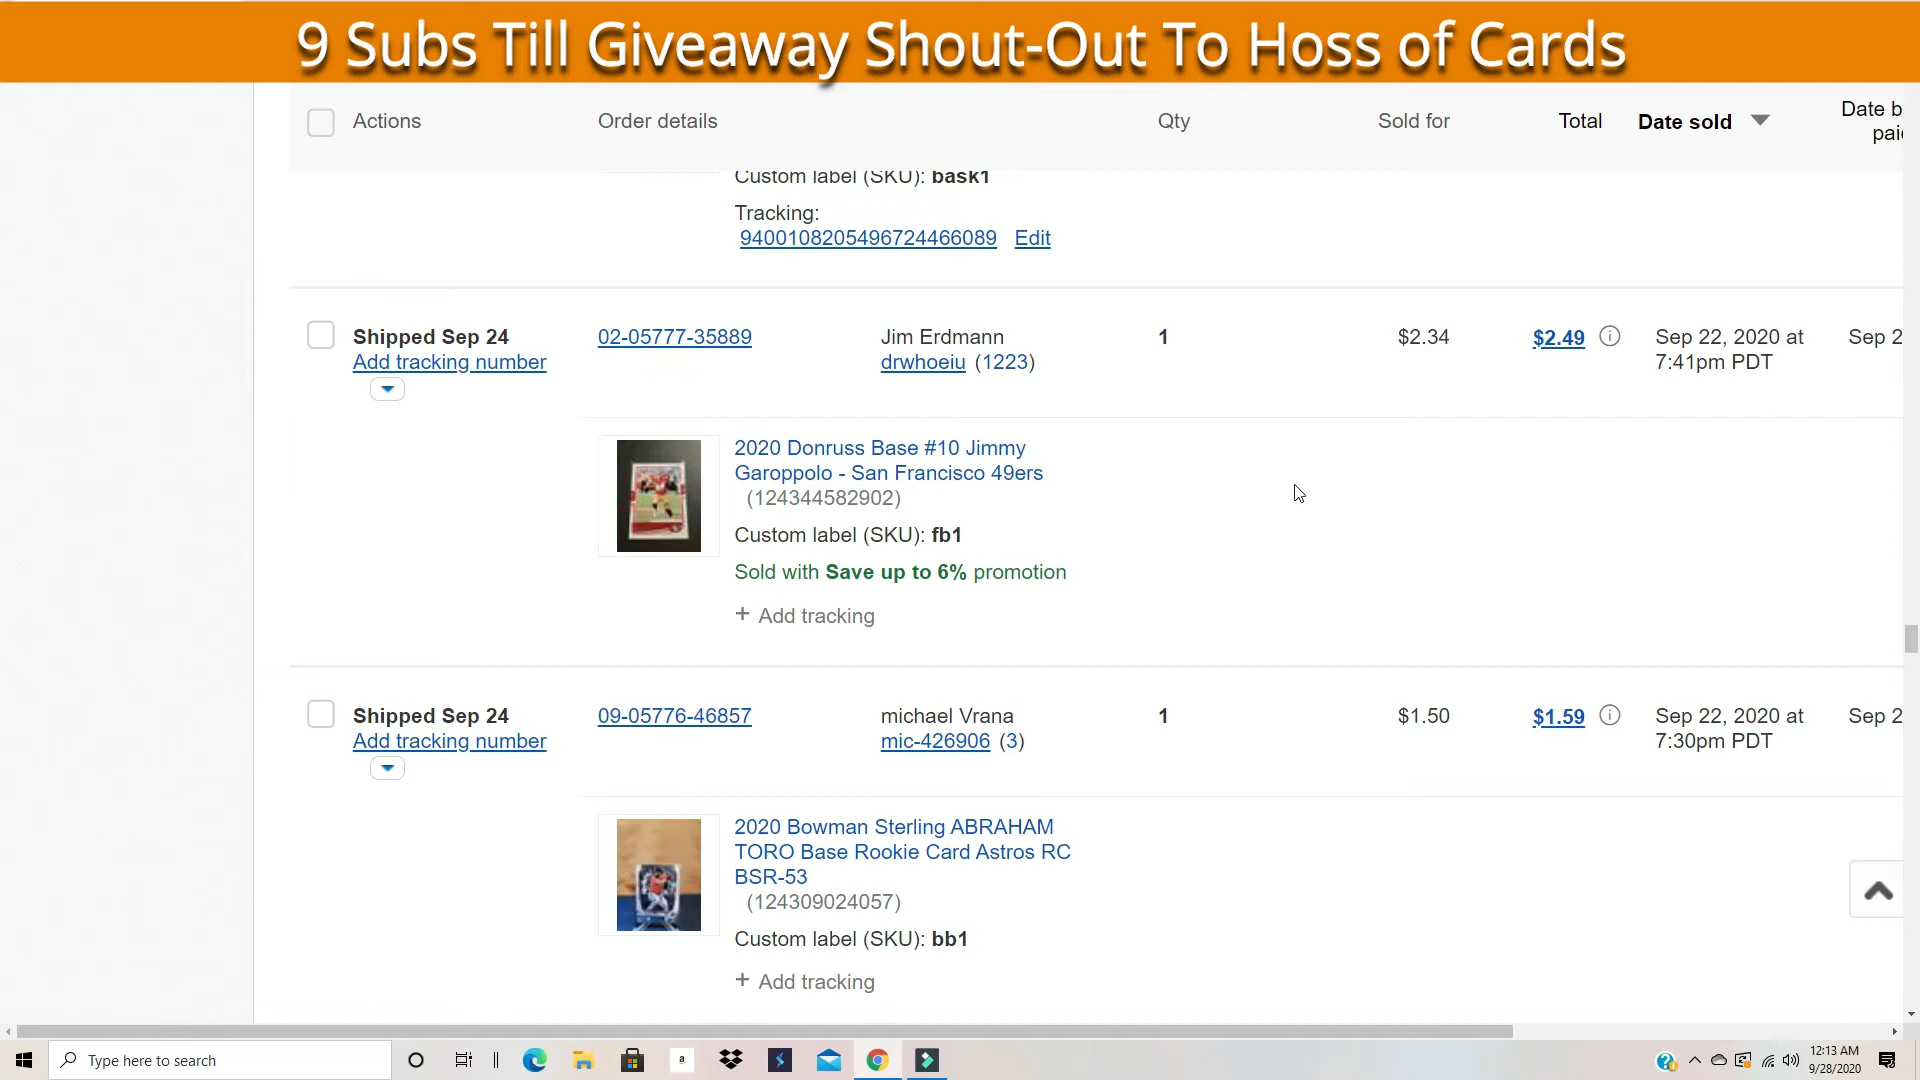 9 Subs Till Giveaway Shout-Out To Hoss of Cards
Actions Order details Qty Sold for Total Date sold Date b
pai
Custom label (SKU): bask1
Tracking:
9400108205496724466089 Edit
Shipped Sep 24 02-05777-35889 Jim Erdmann 1 $2.34 $2.49 Sep 22, 2020 at Sep 2
Add tracking number drwhoeiu (1223) 7:41pm PDT
2020 Donruss Base #10 Jimmy
Garoppolo - San Francisco 49ers
(124344582902)
Custom label (SKU): fb1
Sold with Save up to 6% promotion
+ Add tracking
Shipped Sep 24 09-05776-46857 michael Vrana 1 $1.50 $1.59 Sep 22, 2020 at Sep 2
Add tracking number mic-426906 (3) 7:30pm PDT
2020 Bowman Sterling ABRAHAM
TORO Base Rookie Card Astros RC
BSR-53
(124309024057)
Custom label (SKU): bb1
+ Add tracking
Type here to search a 12:13 AM
9/28/2020